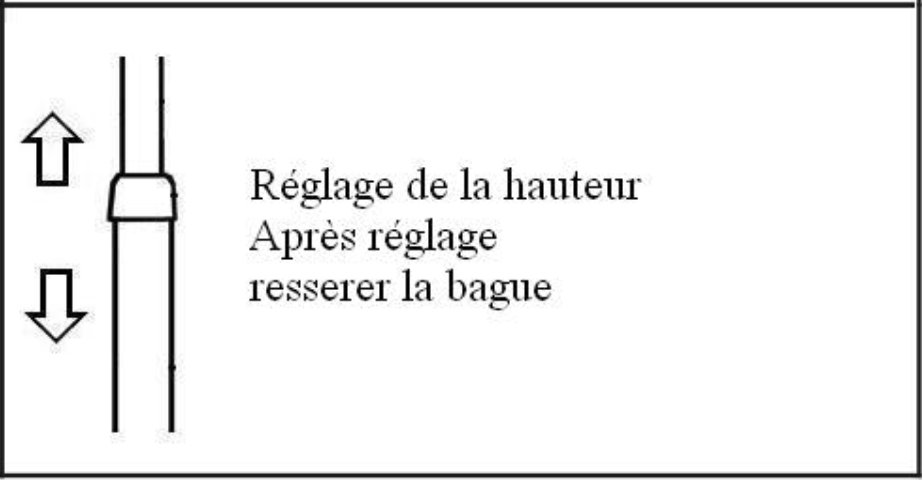 Réglage de la hauteur
Après réglage
resserer la bague